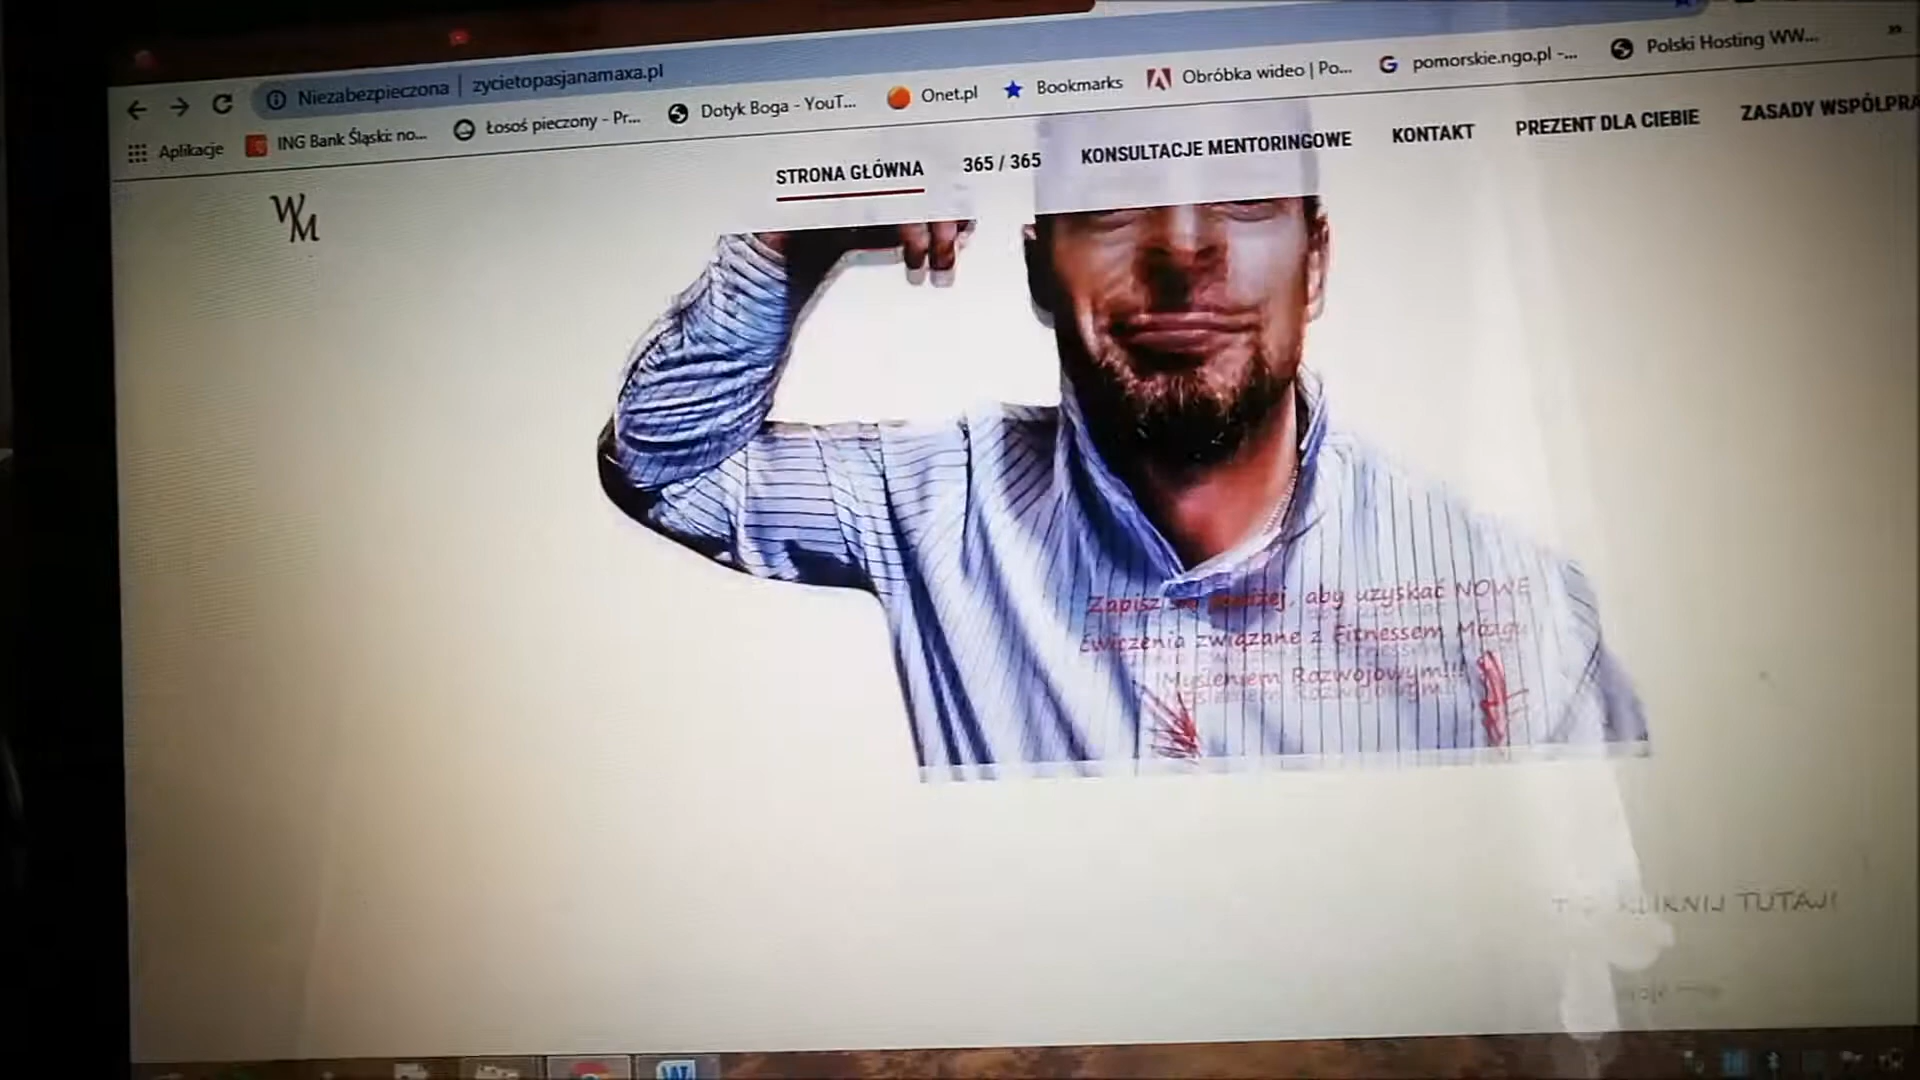 Niezabezpieczona | zycietopasjanamaxa.pl
Aplikacje ING Bank Śląski: no... Łosoś pieczony - Pr... Dotyk Boga - YouT... Onet.pl Bookmarks Obróbka wideo | Po... pomorskie.ngo.pl -... Polski Hosting WW... »
WM
STRONA GŁÓWNA 365 / 365 KONSULTACJE MENTORINGOWE KONTAKT PREZENT DLA CIEBIE ZASADY WSPÓŁPRA
Zapisz się poniżej, aby uzyskać NOWE
Ćwiczenia związane z Fitnessem Mózgu
Myśleniem Rozwojowym!!!
KLIKNIJ TUTAJ!
W